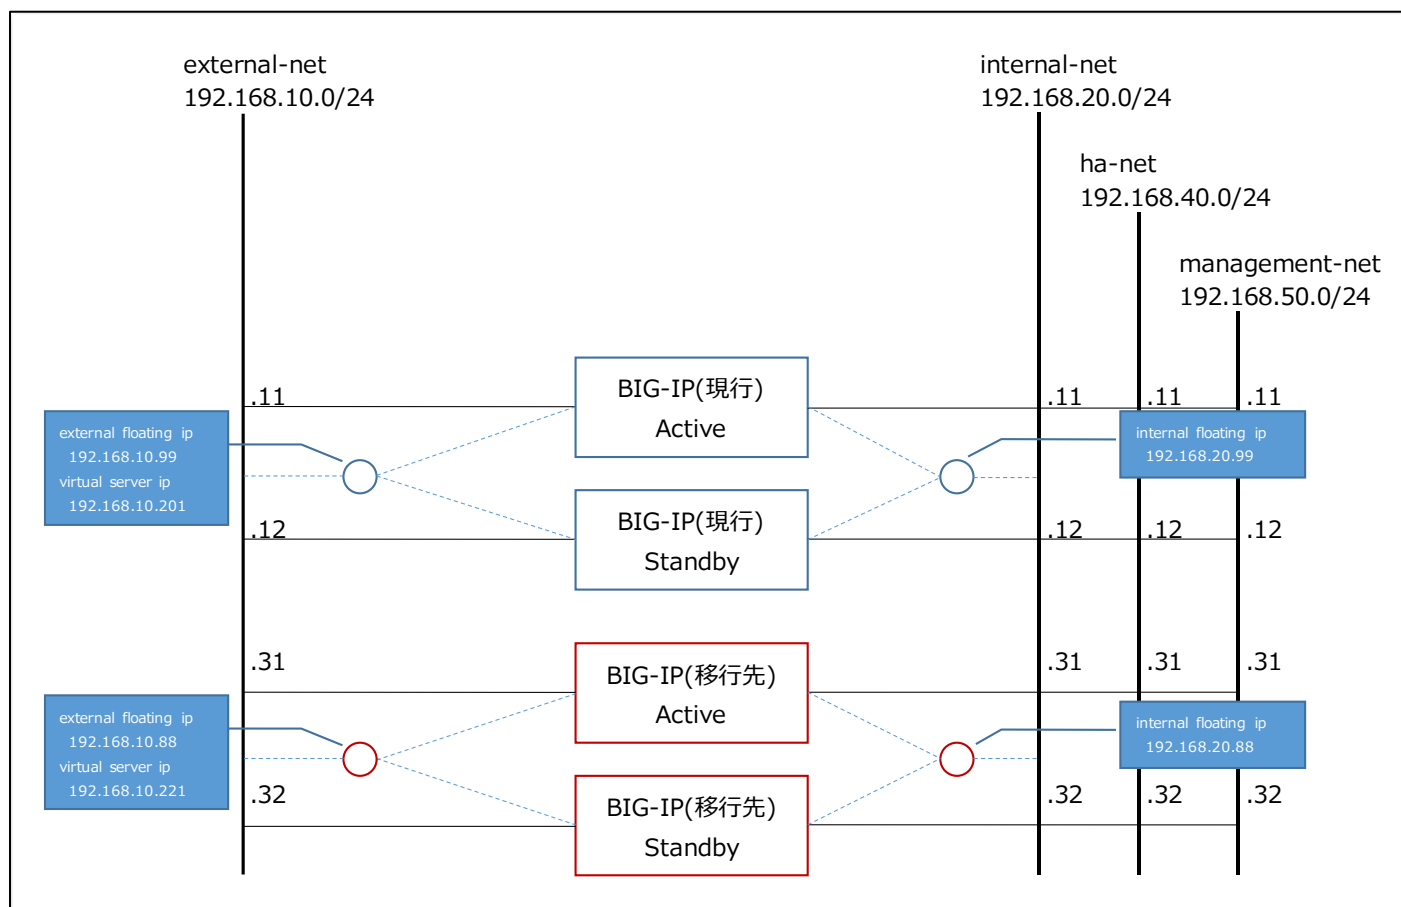 external-net
192.168.10.0/24
internal-net
192.168.20.0/24
ha-net
192.168.40.0/24
management-net
192.168.50.0/24
.11
BIG-IP(現行)
Active
.11
.11
.11
external floating ip
192.168.10.99
virtual server ip
192.168.10.201
internal floating ip
192.168.20.99
.12
BIG-IP(現行)
Standby
.12
.12
.12
.31
BIG-IP(移行先)
Active
.31
.31
.31
external floating ip
192.168.10.88
virtual server ip
192.168.10.221
internal floating ip
192.168.20.88
.32
BIG-IP(移行先)
Standby
.32
.32
.32